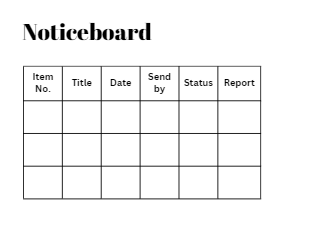 Noticeboard
Item No. Title Date Send by Status Report